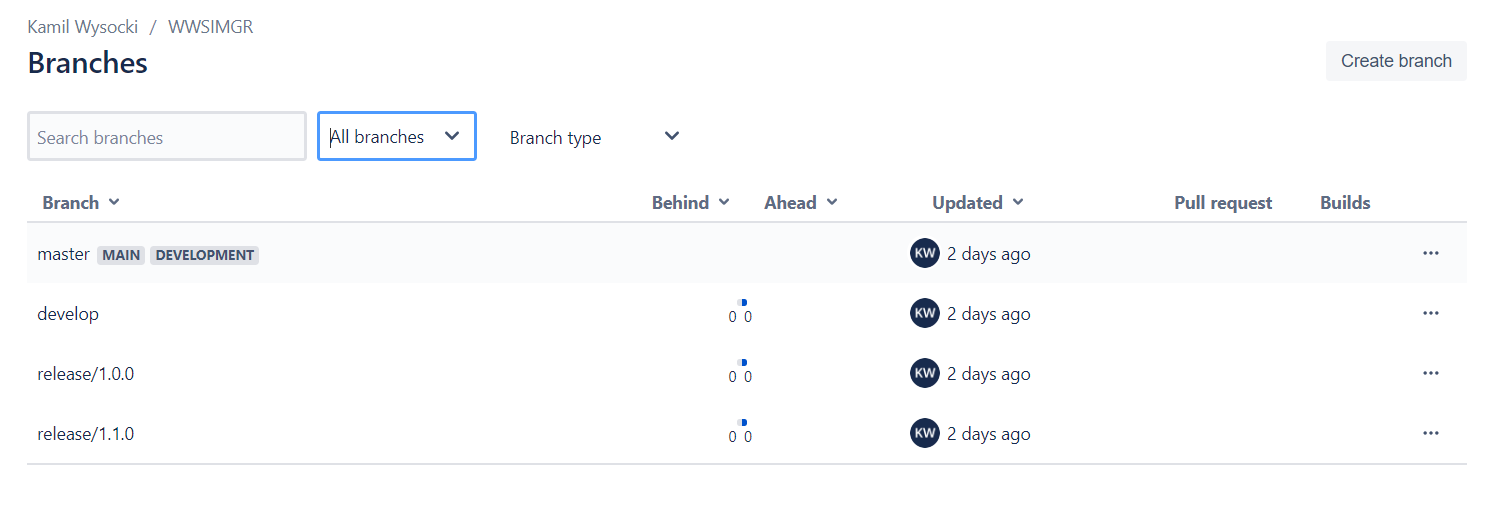 Kamil Wysocki / WWSIMGR
Branches
Create branch
Search branches All branches Branch type
Branch Behind Ahead Updated Pull request Builds
master MAIN DEVELOPMENT KW 2 days ago ...
develop 0 0 KW 2 days ago ...
release/1.0.0 0 0 KW 2 days ago ...
release/1.1.0 0 0 KW 2 days ago ...